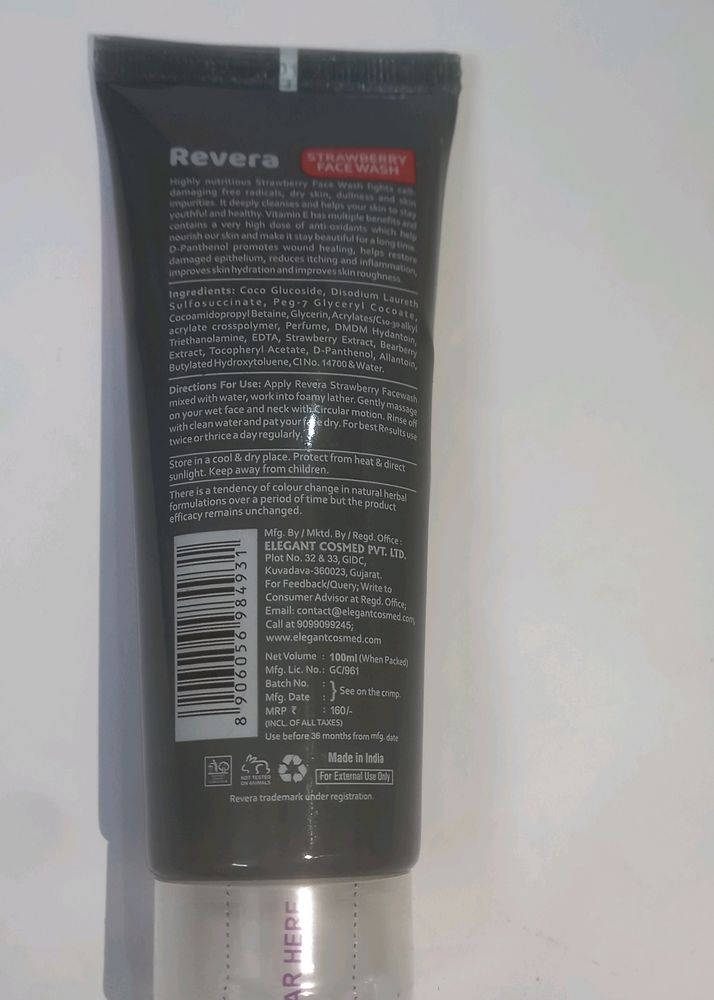 Revera
STRAWBERRY
FACE WASH
Highly nutritious Strawberry Face Wash fights cell-
damaging free radicals, dry skin, dullness and skin
impurities. It deeply cleanses and helps your skin to stay
youthful and healthy. Vitamin E has multiple benefits and
contains a very high dose of anti-oxidants which help
nourish our skin and make it stay beautiful for a long time.
D-Panthenol promotes wound healing, helps restore
damaged epithelium, reduces itching and inflammation,
improves skin hydration and improves skin roughness.
Ingredients: Coco Glucoside, Disodium Laureth
Sulfosuccinate, Peg-7 Glyceryl Cocoate,
Cocoamidopropyl Betaine, Glycerin, Acrylates/C10-30 alkyl
acrylate crosspolymer, Perfume, DMDM Hydantoin,
Triethanolamine, EDTA, Strawberry Extract, Bearberry
Extract, Tocopheryl Acetate, D-Panthenol, Allantoin,
Butylated Hydroxytoluene, CI No. 14700 & Water.
Directions For Use: Apply Revera Strawberry Facewash
mixed with water, work into foamy lather. Gently massage
on your wet face and neck with Circular motion. Rinse off
with clean water and pat your face dry. For best Results use
twice or thrice a day regularly.
Store in a cool & dry place. Protect from heat & direct
sunlight. Keep away from children.
There is a tendency of colour change in natural herbal
formulations over a period of time but the product
efficacy remains unchanged.
Mfg. By / Mktd. By / Regd. Office :
ELEGANT COSMED PVT. LTD.
Plot No. 32 & 33, GIDC,
Kuvadava-360023, Gujarat.
For Feedback/Query; Write to
Consumer Advisor at Regd. Office;
Email: contact@elegantcosmed.com,
Call at 9099099245;
www.elegantcosmed.com
8 906056 984931
Net Volume : 100ml (When Packed)
Mfg. Lic. No.: GC/961
Batch No. :
Mfg. Date : } See on the crimp.
MRP ₹ : 160/-
(INCL. OF ALL TAXES)
Use before 36 months from mfg. date
NOT TESTED
ON ANIMALS
Made in India
For External Use Only
Revera trademark under registration.
AR HERE